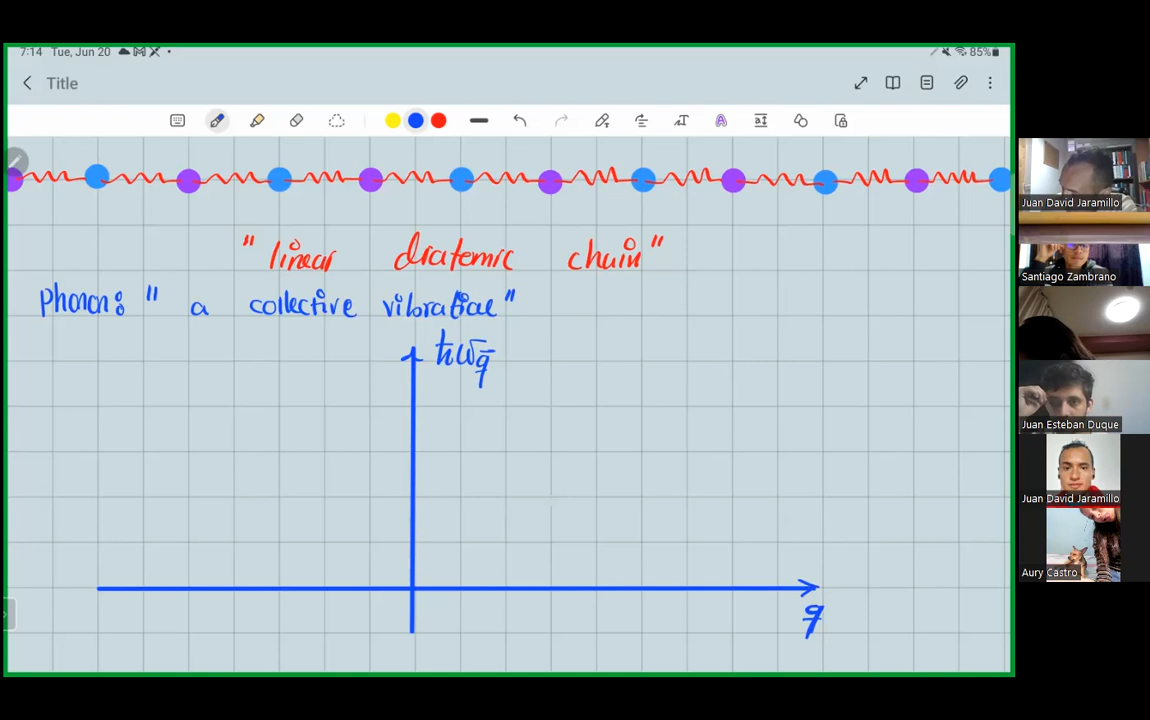 7:14 Tue, Jun 20
85%
Title
"linear diatomic chain"
Phonon: " a collective vibration"
ħω_q̄
q̄
Juan David Jaramillo
Santiago Zambrano
Juan Esteban Duque
Juan David Jaramillo
Aury Castro